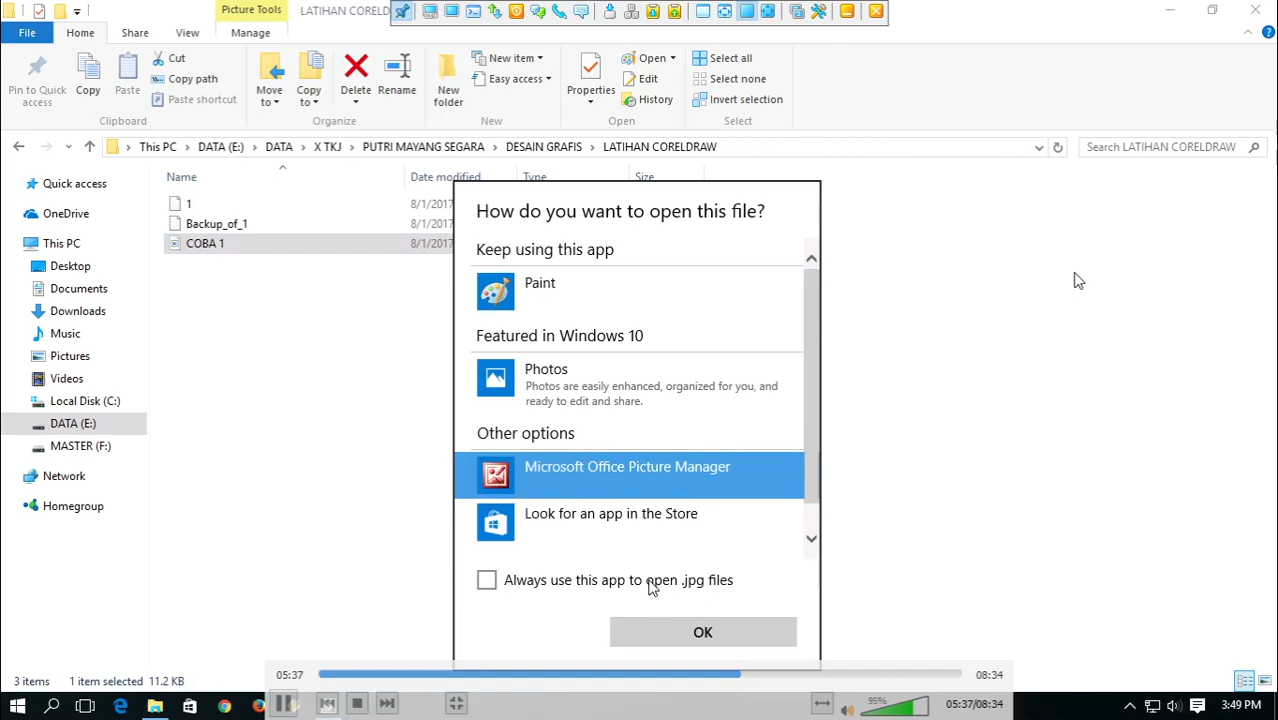 Picture Tools
LATIHAN CORELD
File
Home
Share
View
Manage
Pin to Quick
access
Copy
Paste
Cut
Copy path
Paste shortcut
Clipboard
Move
to
Copy
to
Delete
Rename
Organize
New
folder
New item
Easy access
New
Properties
Open
Edit
History
Open
Select all
Select none
Invert selection
Select
This PC
DATA (E:)
DATA
X TKJ
PUTRI MAYANG SEGARA
DESAIN GRAFIS
LATIHAN CORELDRAW
Search LATIHAN CORELDRAW
Quick access
OneDrive
This PC
Desktop
Documents
Downloads
Music
Pictures
Videos
Local Disk (C:)
DATA (E:)
MASTER (F:)
Network
Homegroup
Name
Date modified
Type
Size
1
8/1/2017
Backup_of_1
8/1/2017
COBA 1
8/1/2017
How do you want to open this file?
Keep using this app
Paint
Featured in Windows 10
Photos
Photos are easily enhanced, organized for you, and
ready to edit and share.
Other options
Microsoft Office Picture Manager
Look for an app in the Store
Always use this app to open .jpg files
OK
3 items
1 item selected 11.2 KB
05:37
08:34
95%
05:37/08:34
3:49 PM